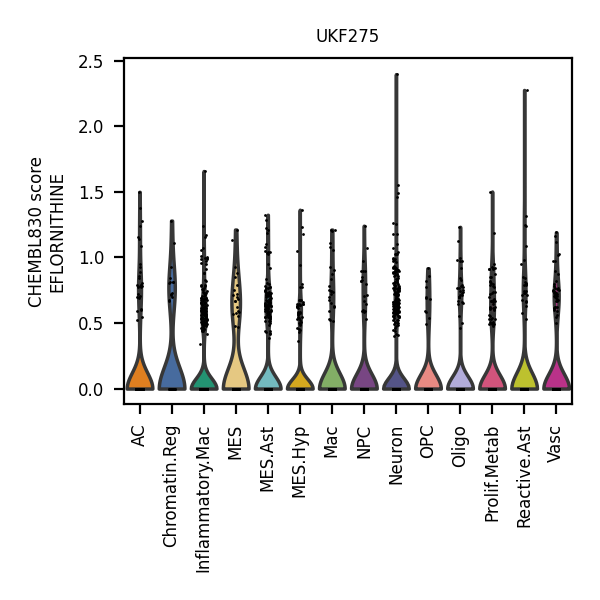 UKF275
CHEMBL830 score
EFLORNITHINE
2.5
2.0
1.5
1.0
0.5
0.0
AC
Chromatin.Reg
Inflammatory.Mac
MES
MES.Ast
MES.Hyp
Mac
NPC
Neuron
OPC
Oligo
Prolif.Metab
Reactive.Ast
Vasc